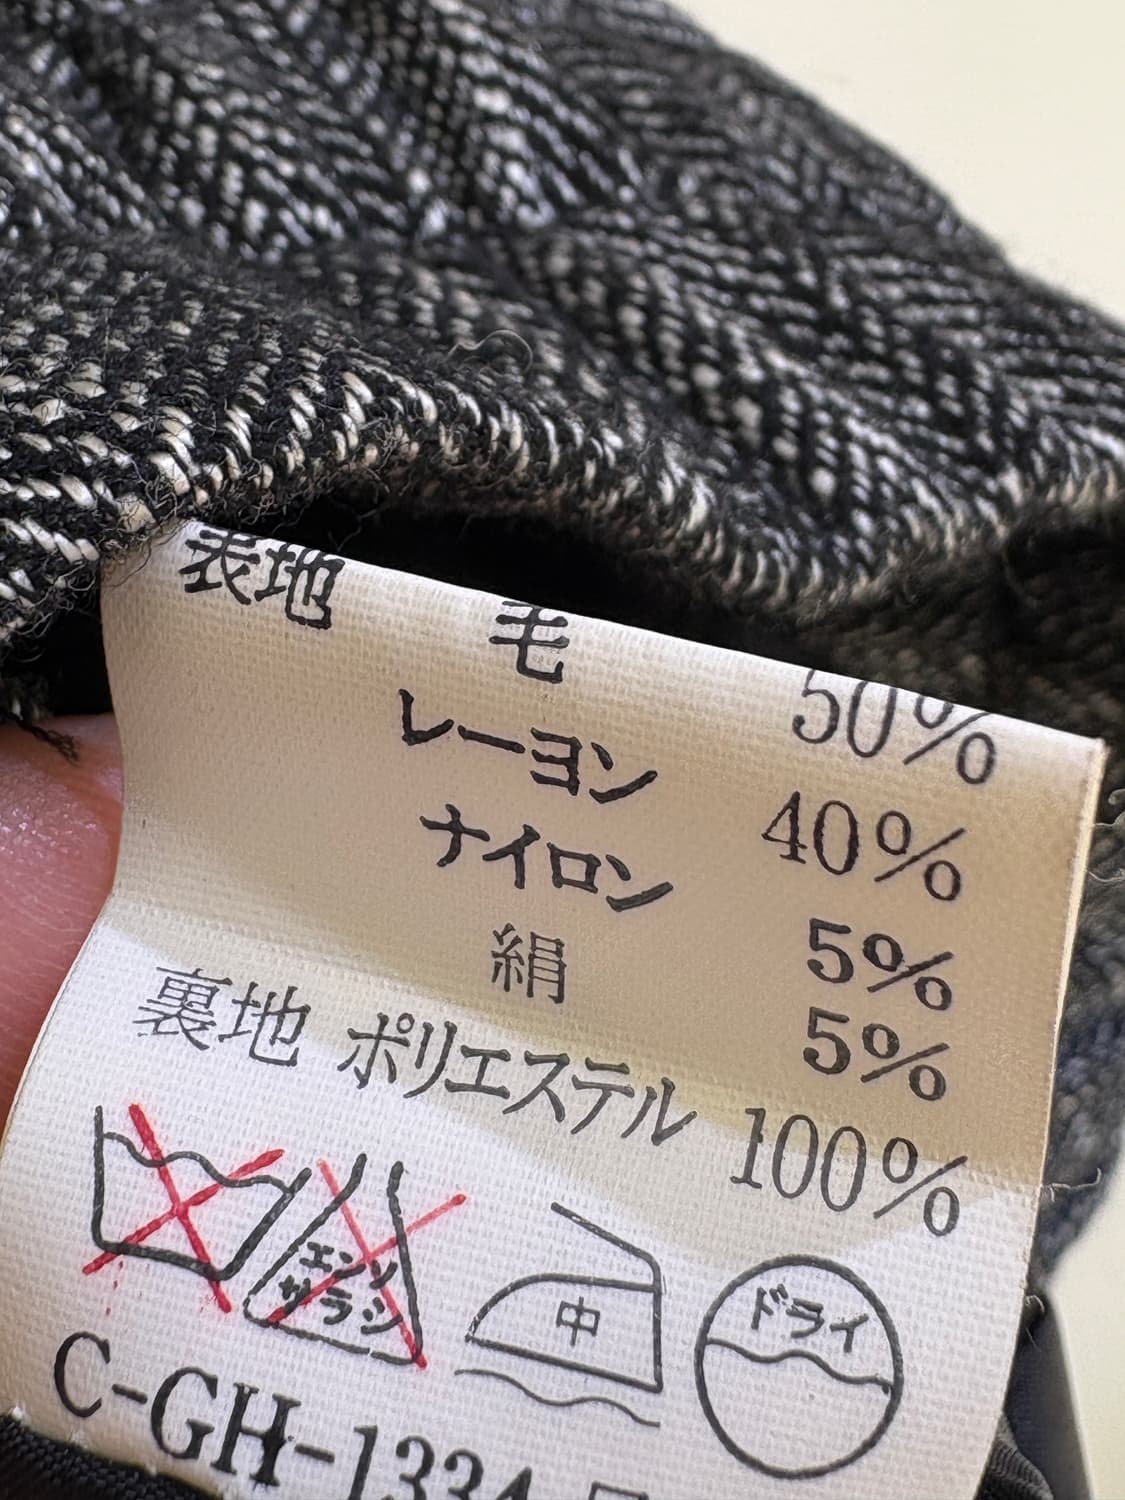 表地 毛 50%
レーヨン 40%
ナイロン 5%
絹 5%
裏地 ポリエステル 100%
エンソサラシ
中
ドライ
C-GH-1334